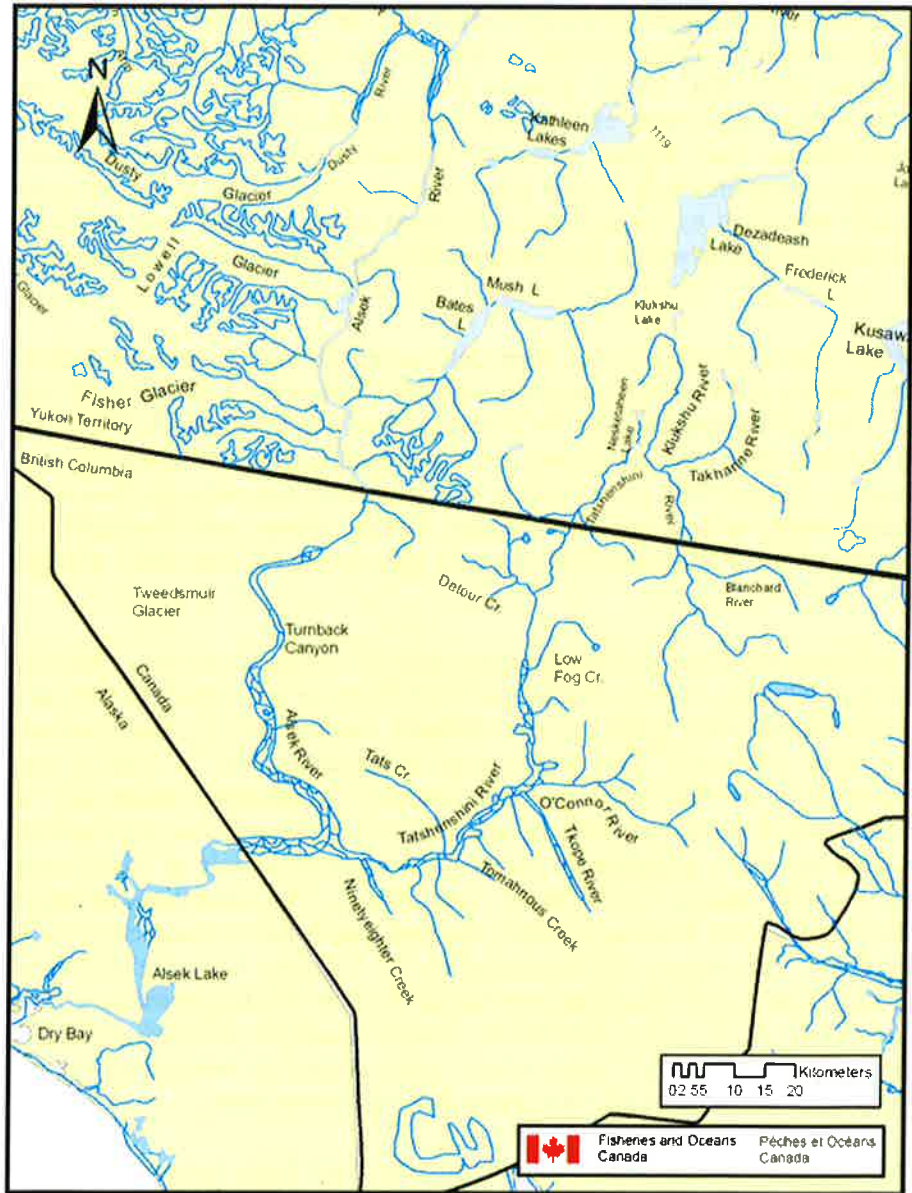 N
River
Dusty
Dusty
Glacier
River
Kathleen
Lakes
Lowell
Glacier
Glacier
Alsek
Mush L
Bates
L
Dezadeash
Lake
Frederick
L
Klukshu
Lake
Kusawa
Lake
Fisher Glacier
Yukon Territory
British Columbia
Neskecaheen
Lake
Klukshu River
Takhanne River
Tatshenshini
River
Tweedsmuir
Glacier
Turnback
Canyon
Detour Cr.
Blanchard
River
Low
Fog Cr.
Canada
Alaska
Alsek River
Tats Cr.
Tatshenshini River
O'Connor River
Tkope River
Tomahnous Creek
Ninetyeighter Creek
Alsek Lake
Dry Bay
Kilometers
0 2.5 5 10 15 20
Fisheries and Oceans
Canada
Pêches et Océans
Canada